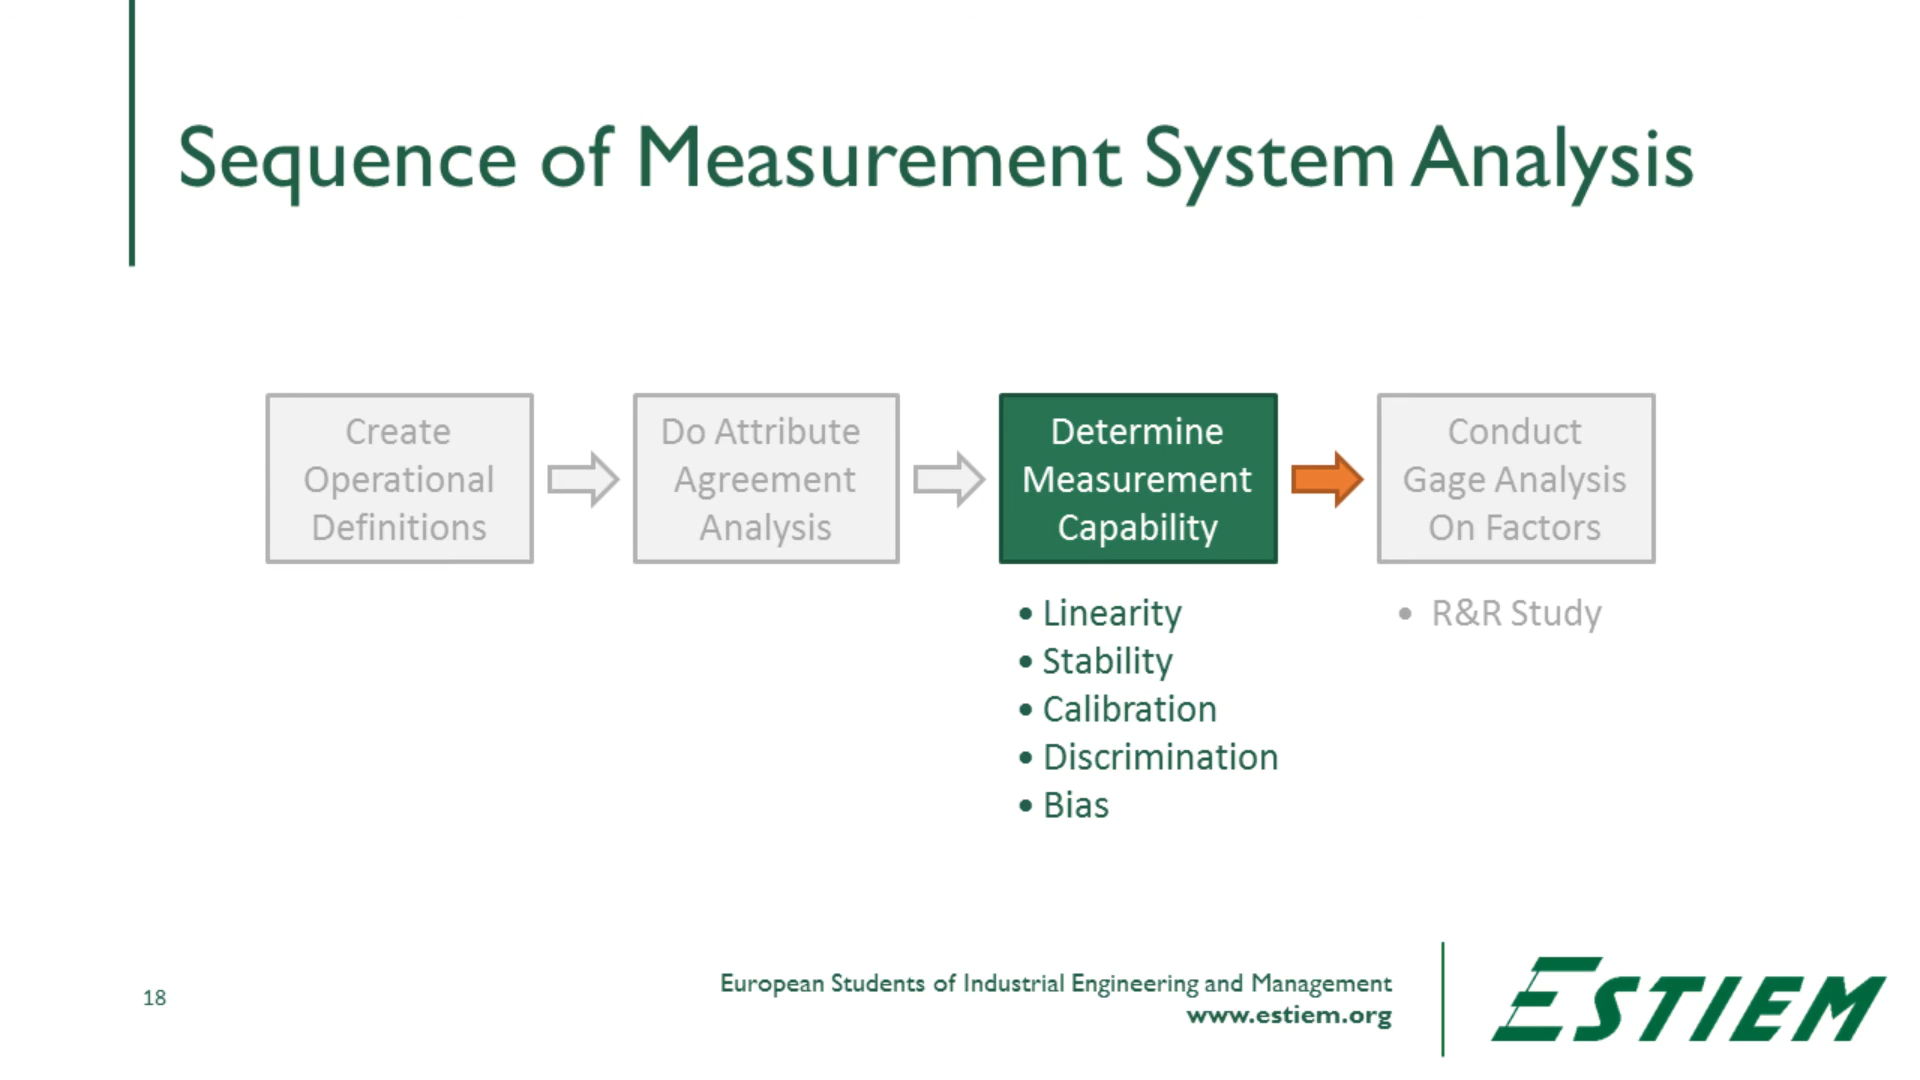 Sequence of Measurement System Analysis
Create
Operational
Definitions
Do Attribute
Agreement
Analysis
Determine
Measurement
Capability
• Linearity
• Stability
• Calibration
• Discrimination
• Bias
Conduct
Gage Analysis
On Factors
• R&R Study
18
European Students of Industrial Engineering and Management
www.estiem.org
ESTIEM